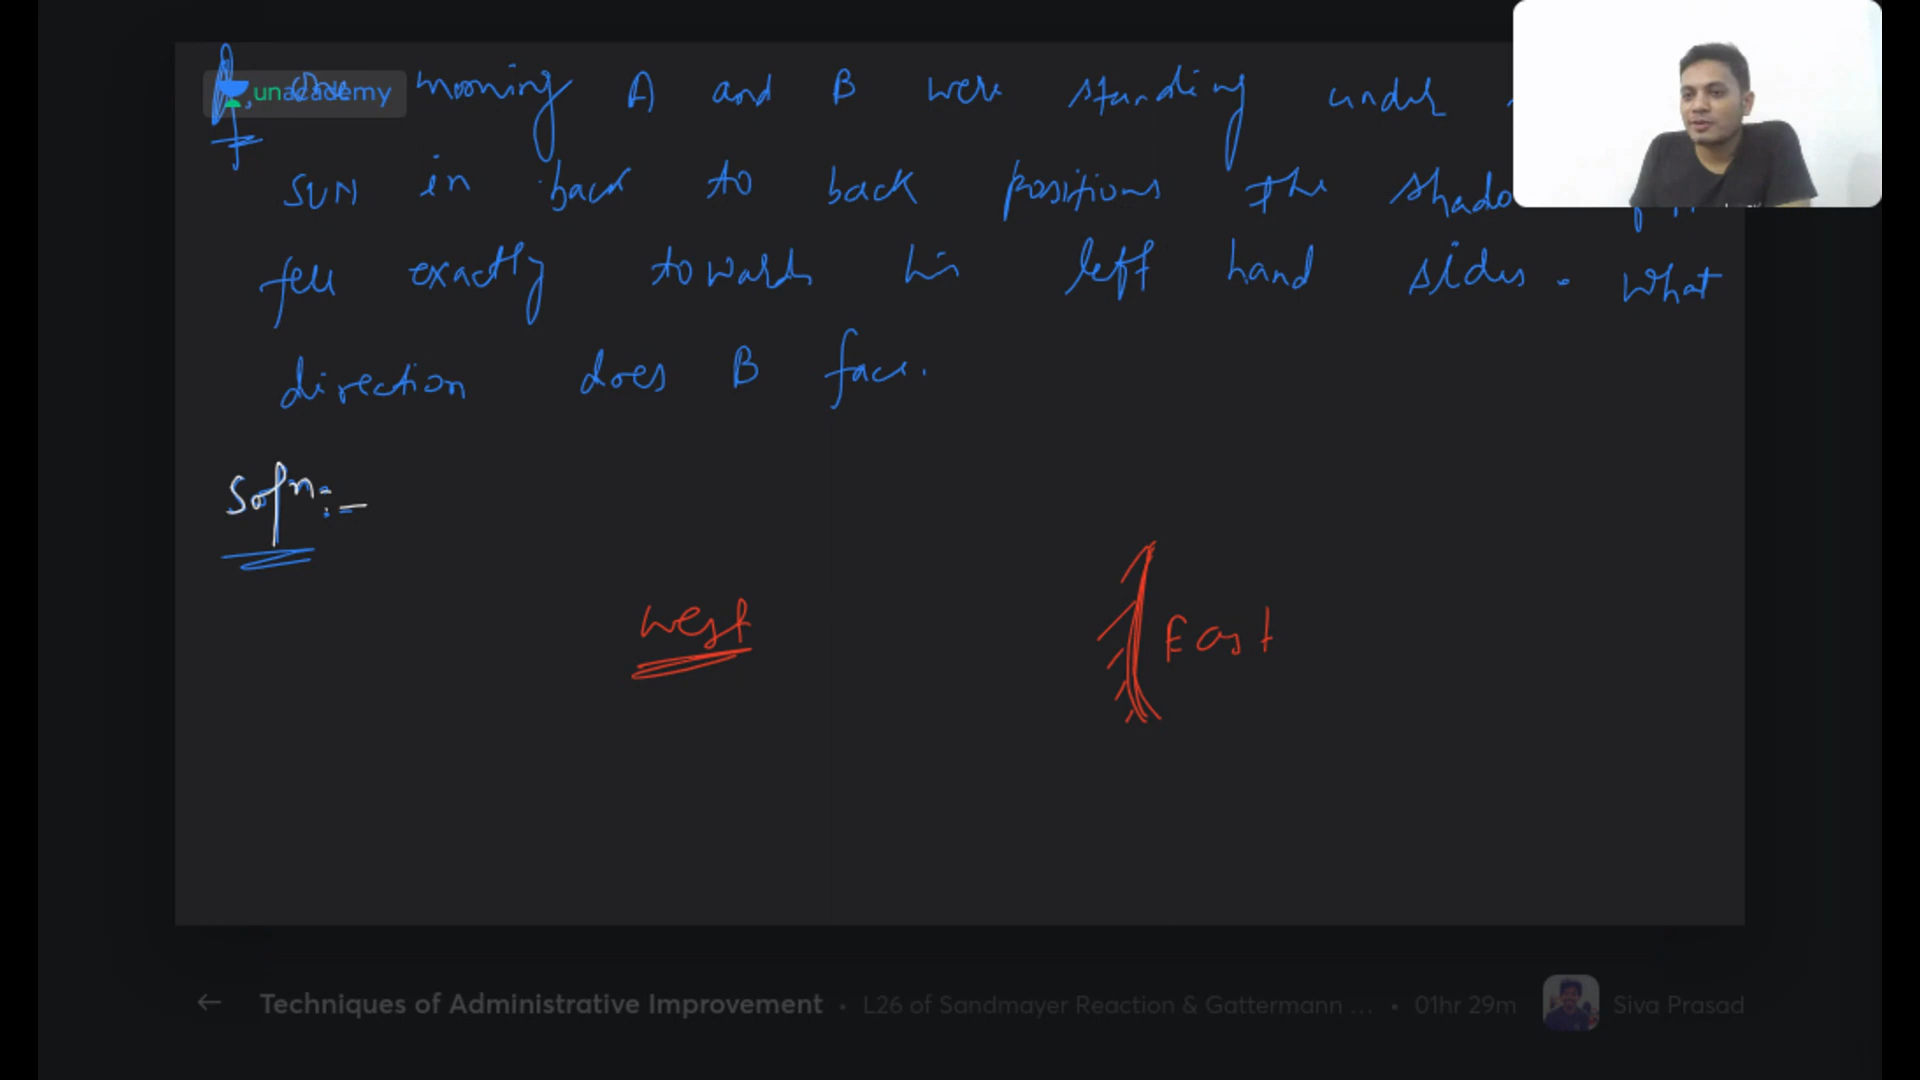 unacademy
One morning A and B were standing under
SUN in back to back positions the shado
fell exactly towards his left hand sides. What
direction does B face.
Soln:-
West
East
Techniques of Administrative Improvement • L26 of Sandmayer Reaction & Gattermann ... • 01hr 29m Siva Prasad